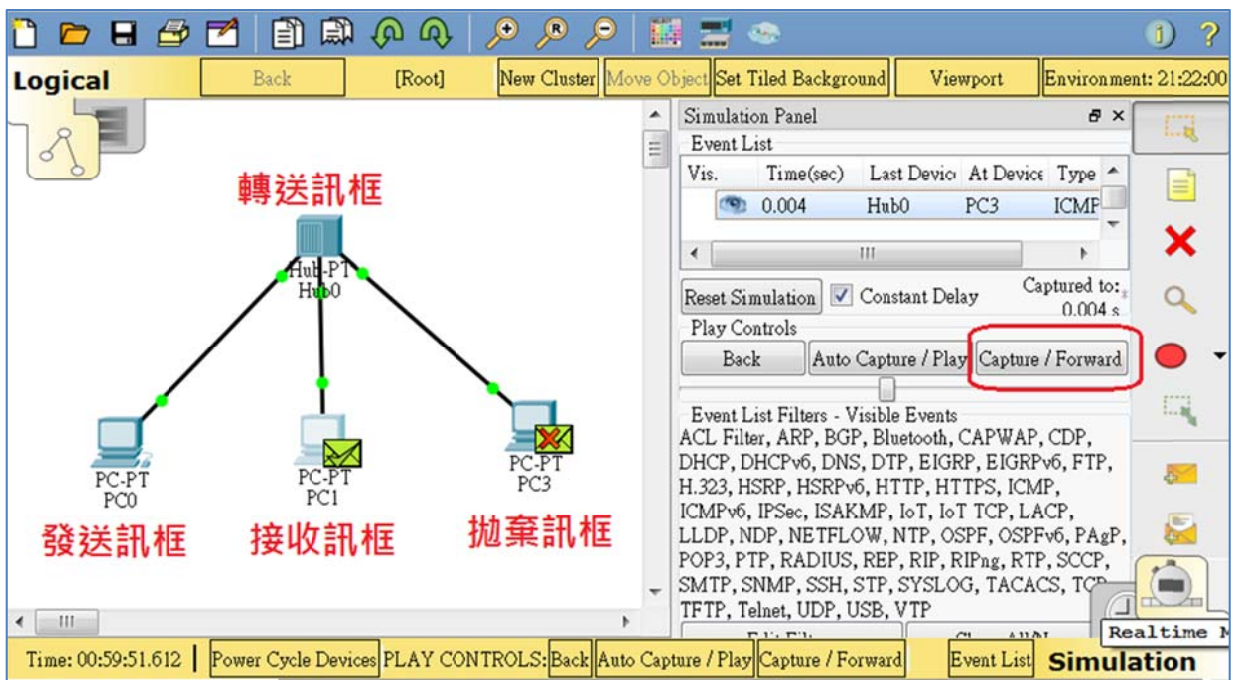 Logical
Back
[Root]
New Cluster
Move Object
Set Tiled Background
Viewport
Environment: 21:22:00
轉送訊框
Hub-PT
Hub0
PC-PT
PC0
PC-PT
PC1
PC-PT
PC3
發送訊框
接收訊框
拋棄訊框
Simulation Panel
Event List
Vis. Time(sec) Last Devic At Device Type
0.004 Hub0 PC3 ICMP
Reset Simulation
Constant Delay
Captured to:
0.004 s
Play Controls
Back
Auto Capture / Play
Capture / Forward
Event List Filters - Visible Events
ACL Filter, ARP, BGP, Bluetooth, CAPWAP, CDP,
DHCP, DHCPv6, DNS, DTP, EIGRP, EIGRPv6, FTP,
H.323, HSRP, HSRPv6, HTTP, HTTPS, ICMP,
ICMPv6, IPSec, ISAKMP, IoT, IoT TCP, LACP,
LLDP, NDP, NETFLOW, NTP, OSPF, OSPFv6, PAgP,
POP3, PTP, RADIUS, REP, RIP, RIPng, RTP, SCCP,
SMTP, SNMP, SSH, STP, SYSLOG, TACACS, TCP
TFTP, Telnet, UDP, USB, VTP
Realtime M
Time: 00:59:51.612
Power Cycle Devices
PLAY CONTROLS:
Back
Auto Capture / Play
Capture / Forward
Event List
Simulation